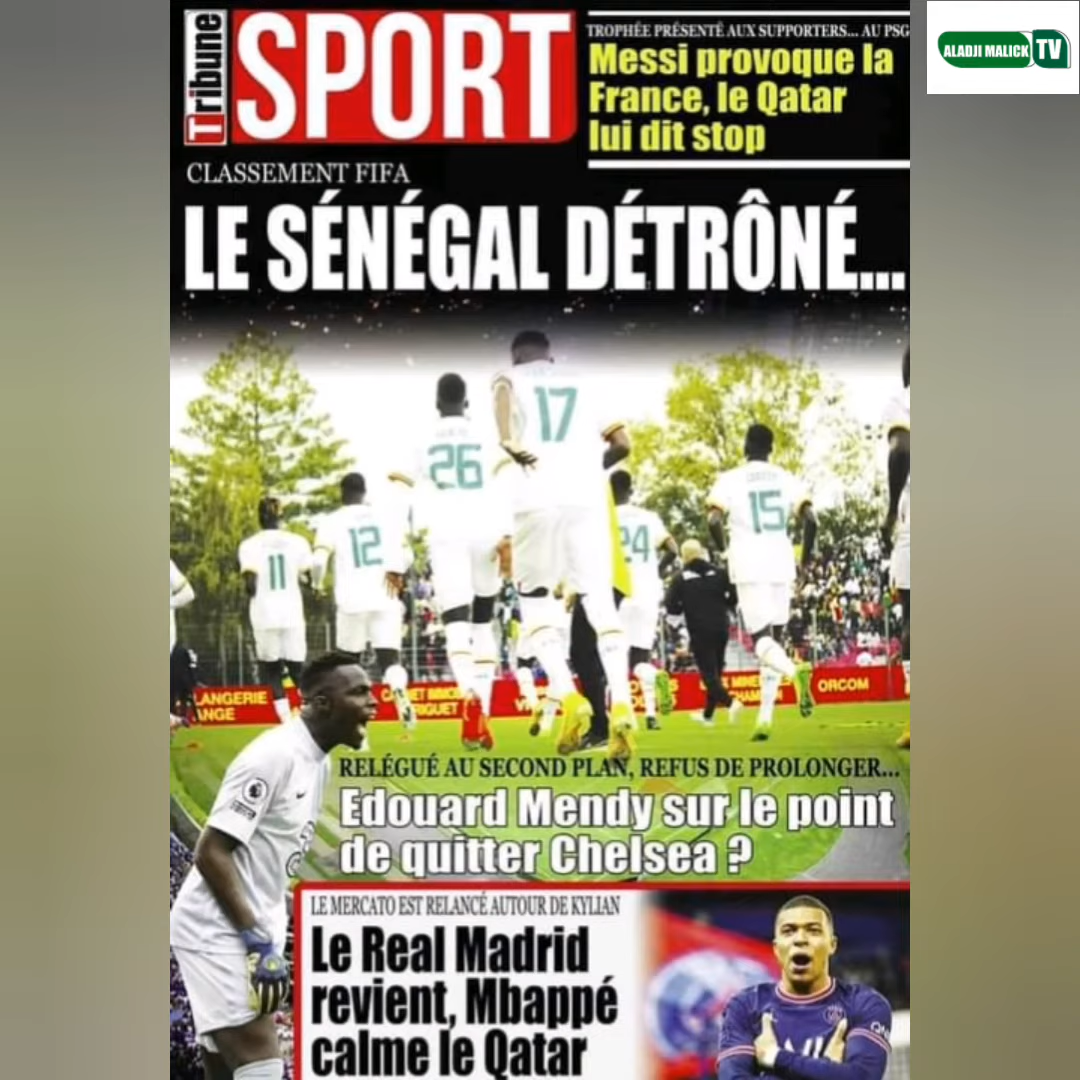 Tribune
SPORT
TROPHÉE PRÉSENTÉ AUX SUPPORTERS... AU PSG
Messi provoque la
France, le Qatar
lui dit stop
ALADJI MALICK TV
CLASSEMENT FIFA
LE SÉNÉGAL DÉTRÔNÉ...
17
26
15
12
24
11
LANGERIE
ANGE
ORCOM
RELÉGUÉ AU SECOND PLAN, REFUS DE PROLONGER...
Edouard Mendy sur le point
de quitter Chelsea ?
LE MERCATO EST RELANCÉ AUTOUR DE KYLIAN
Le Real Madrid
revient, Mbappé
calme le Qatar